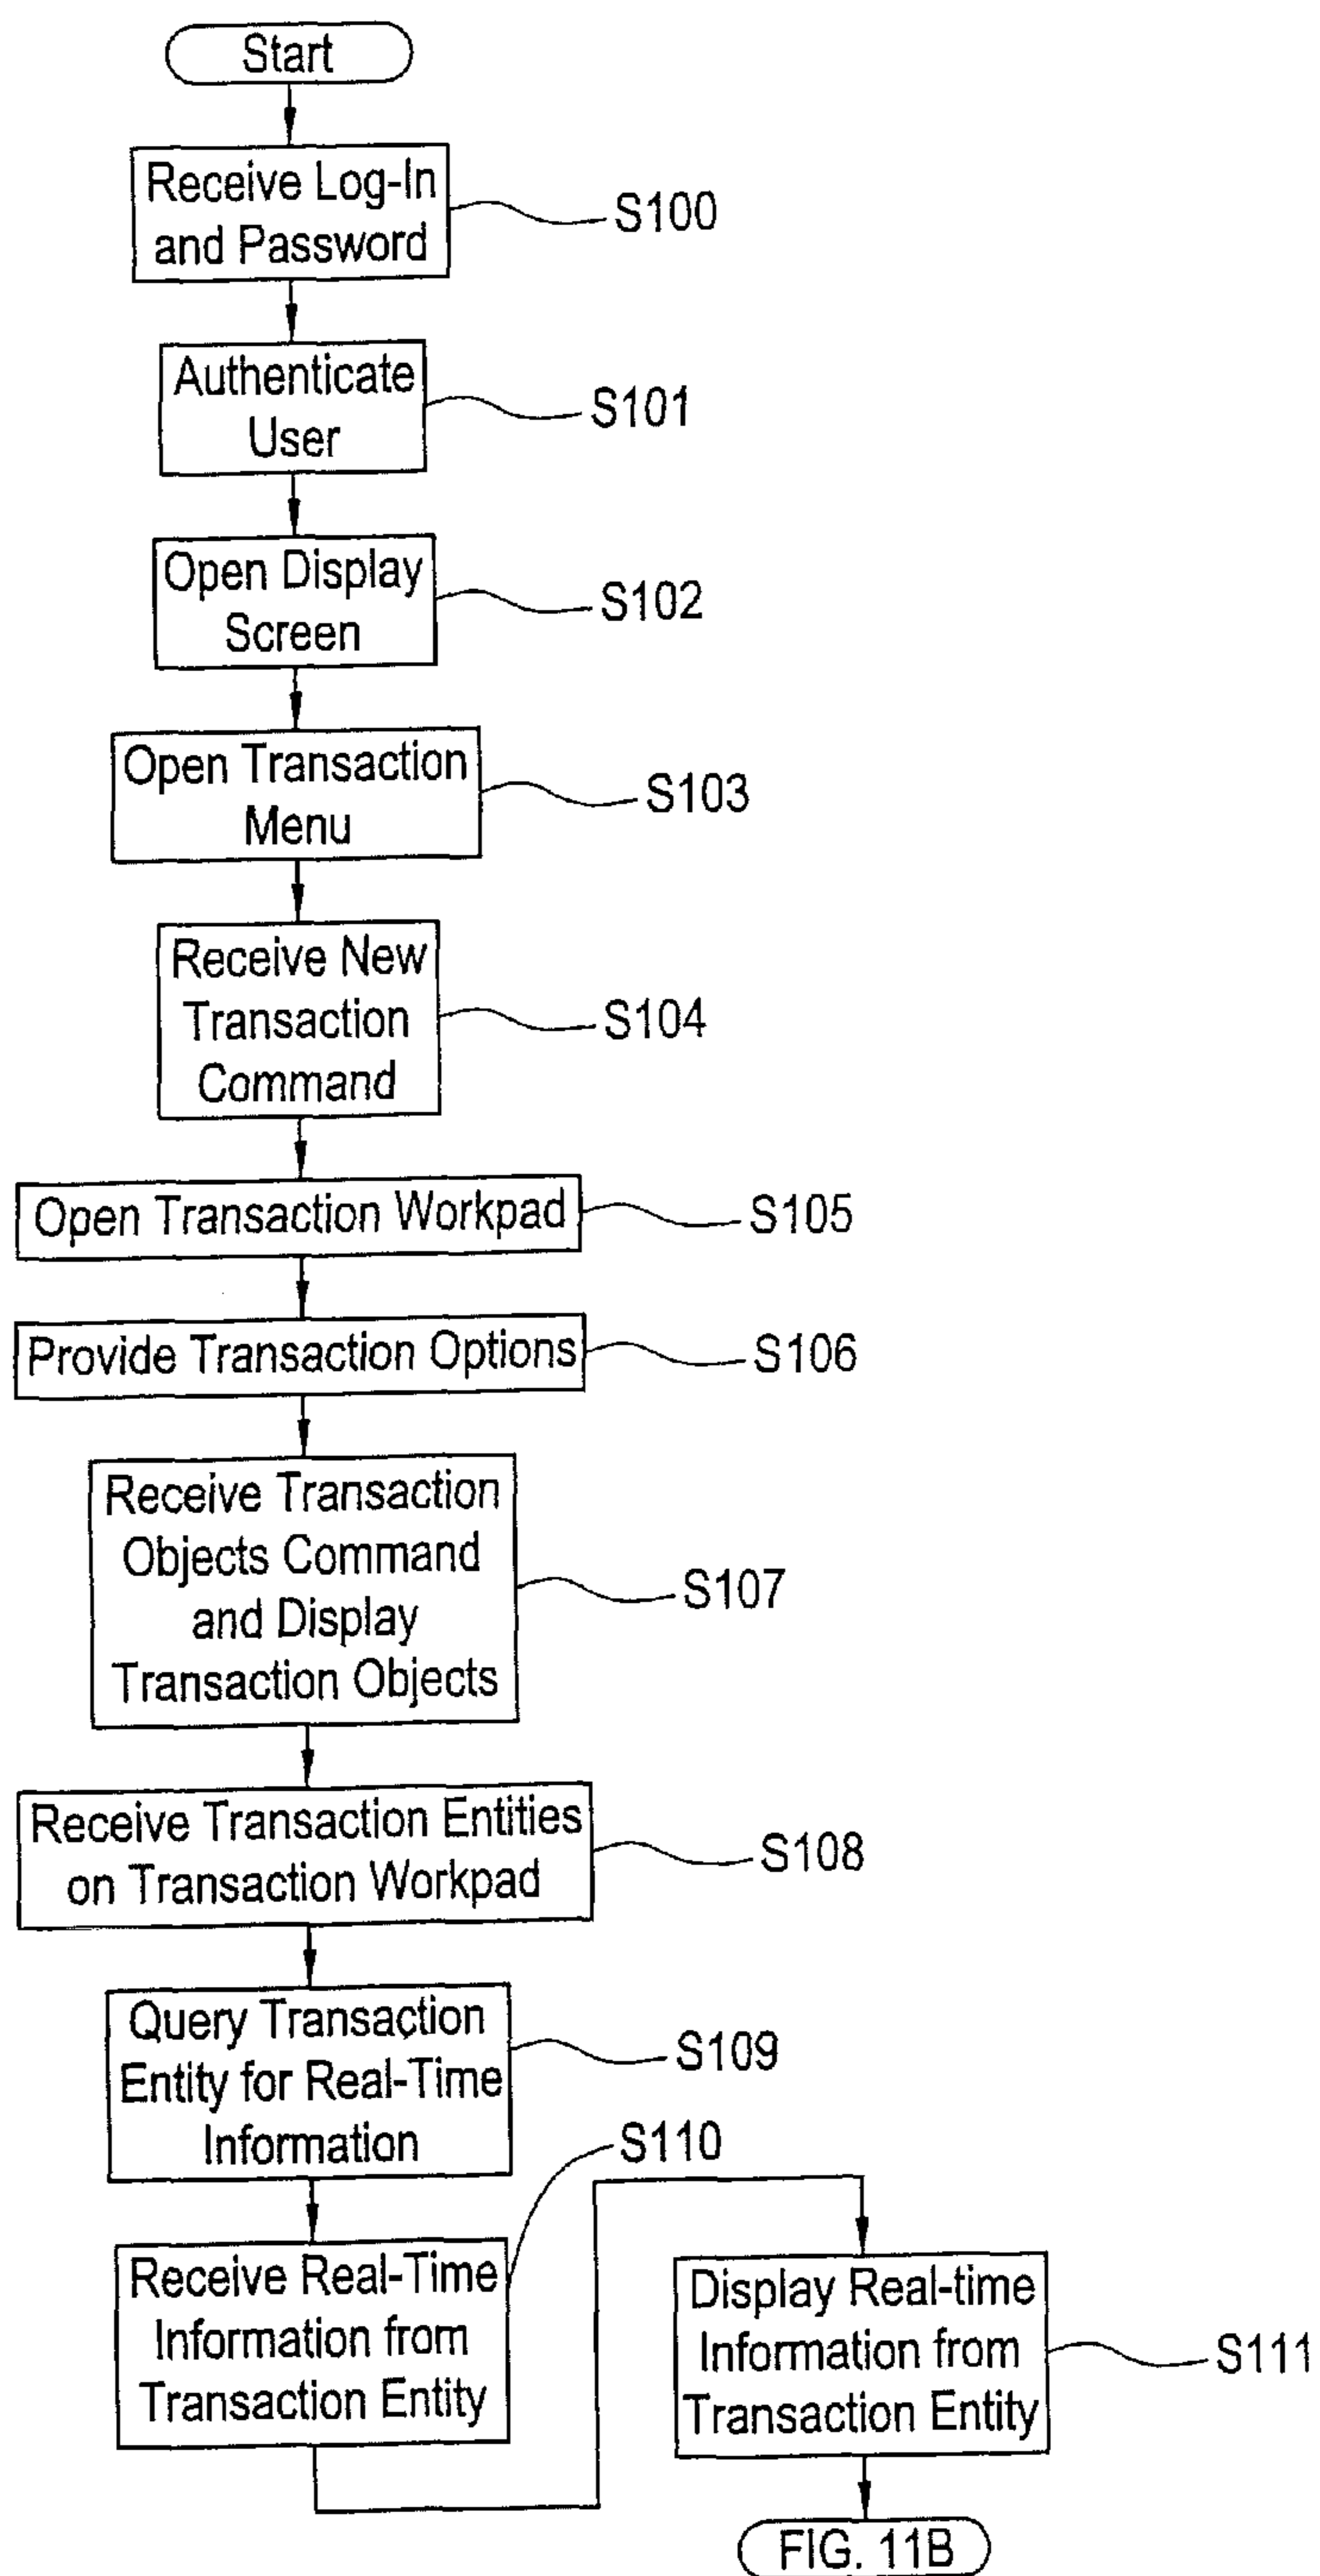 Start
Receive Log-In
and Password
S100
Authenticate
User
S101
Open Display
Screen
S102
Open Transaction
Menu
S103
Receive New
Transaction
Command
S104
Open Transaction Workpad
S105
Provide Transaction Options
S106
Receive Transaction
Objects Command
and Display
Transaction Objects
S107
Receive Transaction Entities
on Transaction Workpad
S108
Query Transaction
Entity for Real-Time
Information
S109
Receive Real-Time
Information from
Transaction Entity
S110
Display Real-time
Information from
Transaction Entity
S111
FIG. 11B